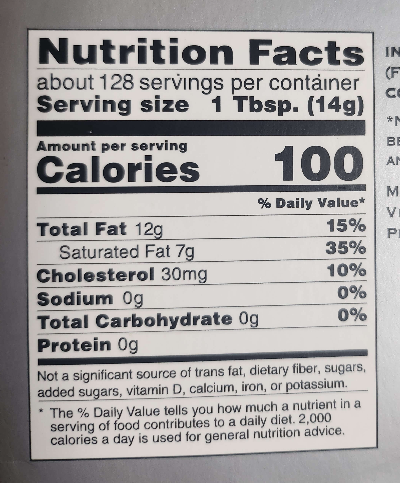 Nutrition Facts
about 128 servings per container
Serving size 1 Tbsp. (14g)
Amount per serving
Calories 100
% Daily Value*
Total Fat 12g 15%
Saturated Fat 7g 35%
Cholesterol 30mg 10%
Sodium 0g 0%
Total Carbohydrate 0g 0%
Protein 0g
Not a significant source of trans fat, dietary fiber, sugars,
added sugars, vitamin D, calcium, iron, or potassium.
* The % Daily Value tells you how much a nutrient in a
serving of food contributes to a daily diet. 2,000
calories a day is used for general nutrition advice.